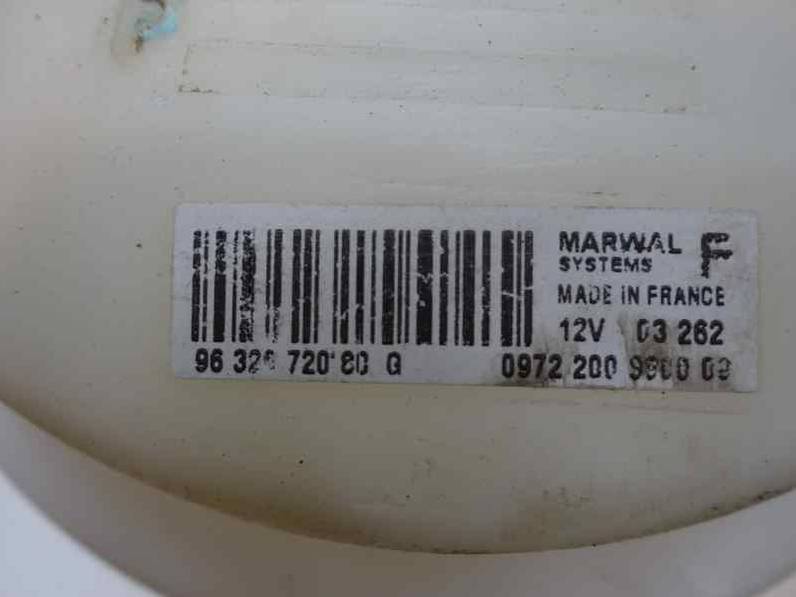 MARWAL F
SYSTEMS
MADE IN FRANCE
12V 03 262
96 720 80 G 0972 200